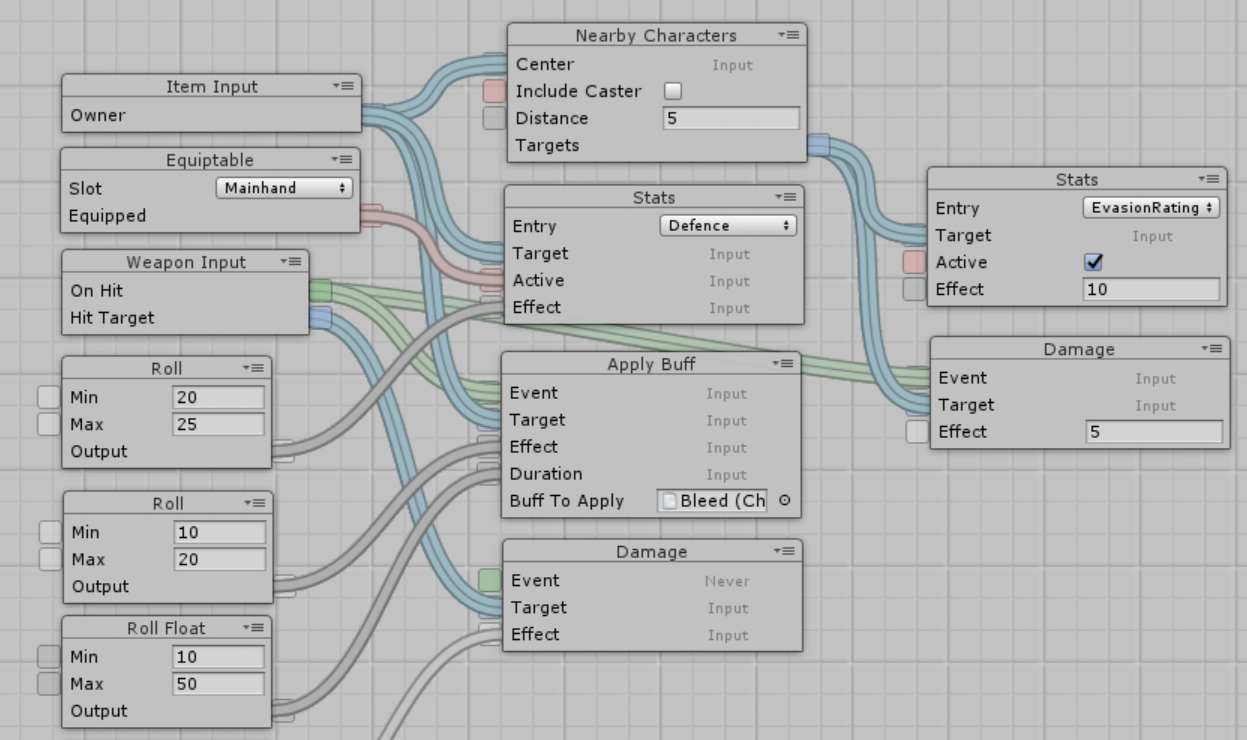 Item Input
Owner
Equiptable
Slot Mainhand
Equipped
Weapon Input
On Hit
Hit Target
Roll
Min 20
Max 25
Output
Roll
Min 10
Max 20
Output
Roll Float
Min 10
Max 50
Output
Nearby Characters
Center Input
Include Caster
Distance 5
Targets
Stats
Entry Defence
Target Input
Active Input
Effect Input
Apply Buff
Event Input
Target Input
Effect Input
Duration Input
Buff To Apply Bleed (Ch
Damage
Event Never
Target Input
Effect Input
Stats
Entry EvasionRating
Target Input
Active
Effect 10
Damage
Event Input
Target Input
Effect 5